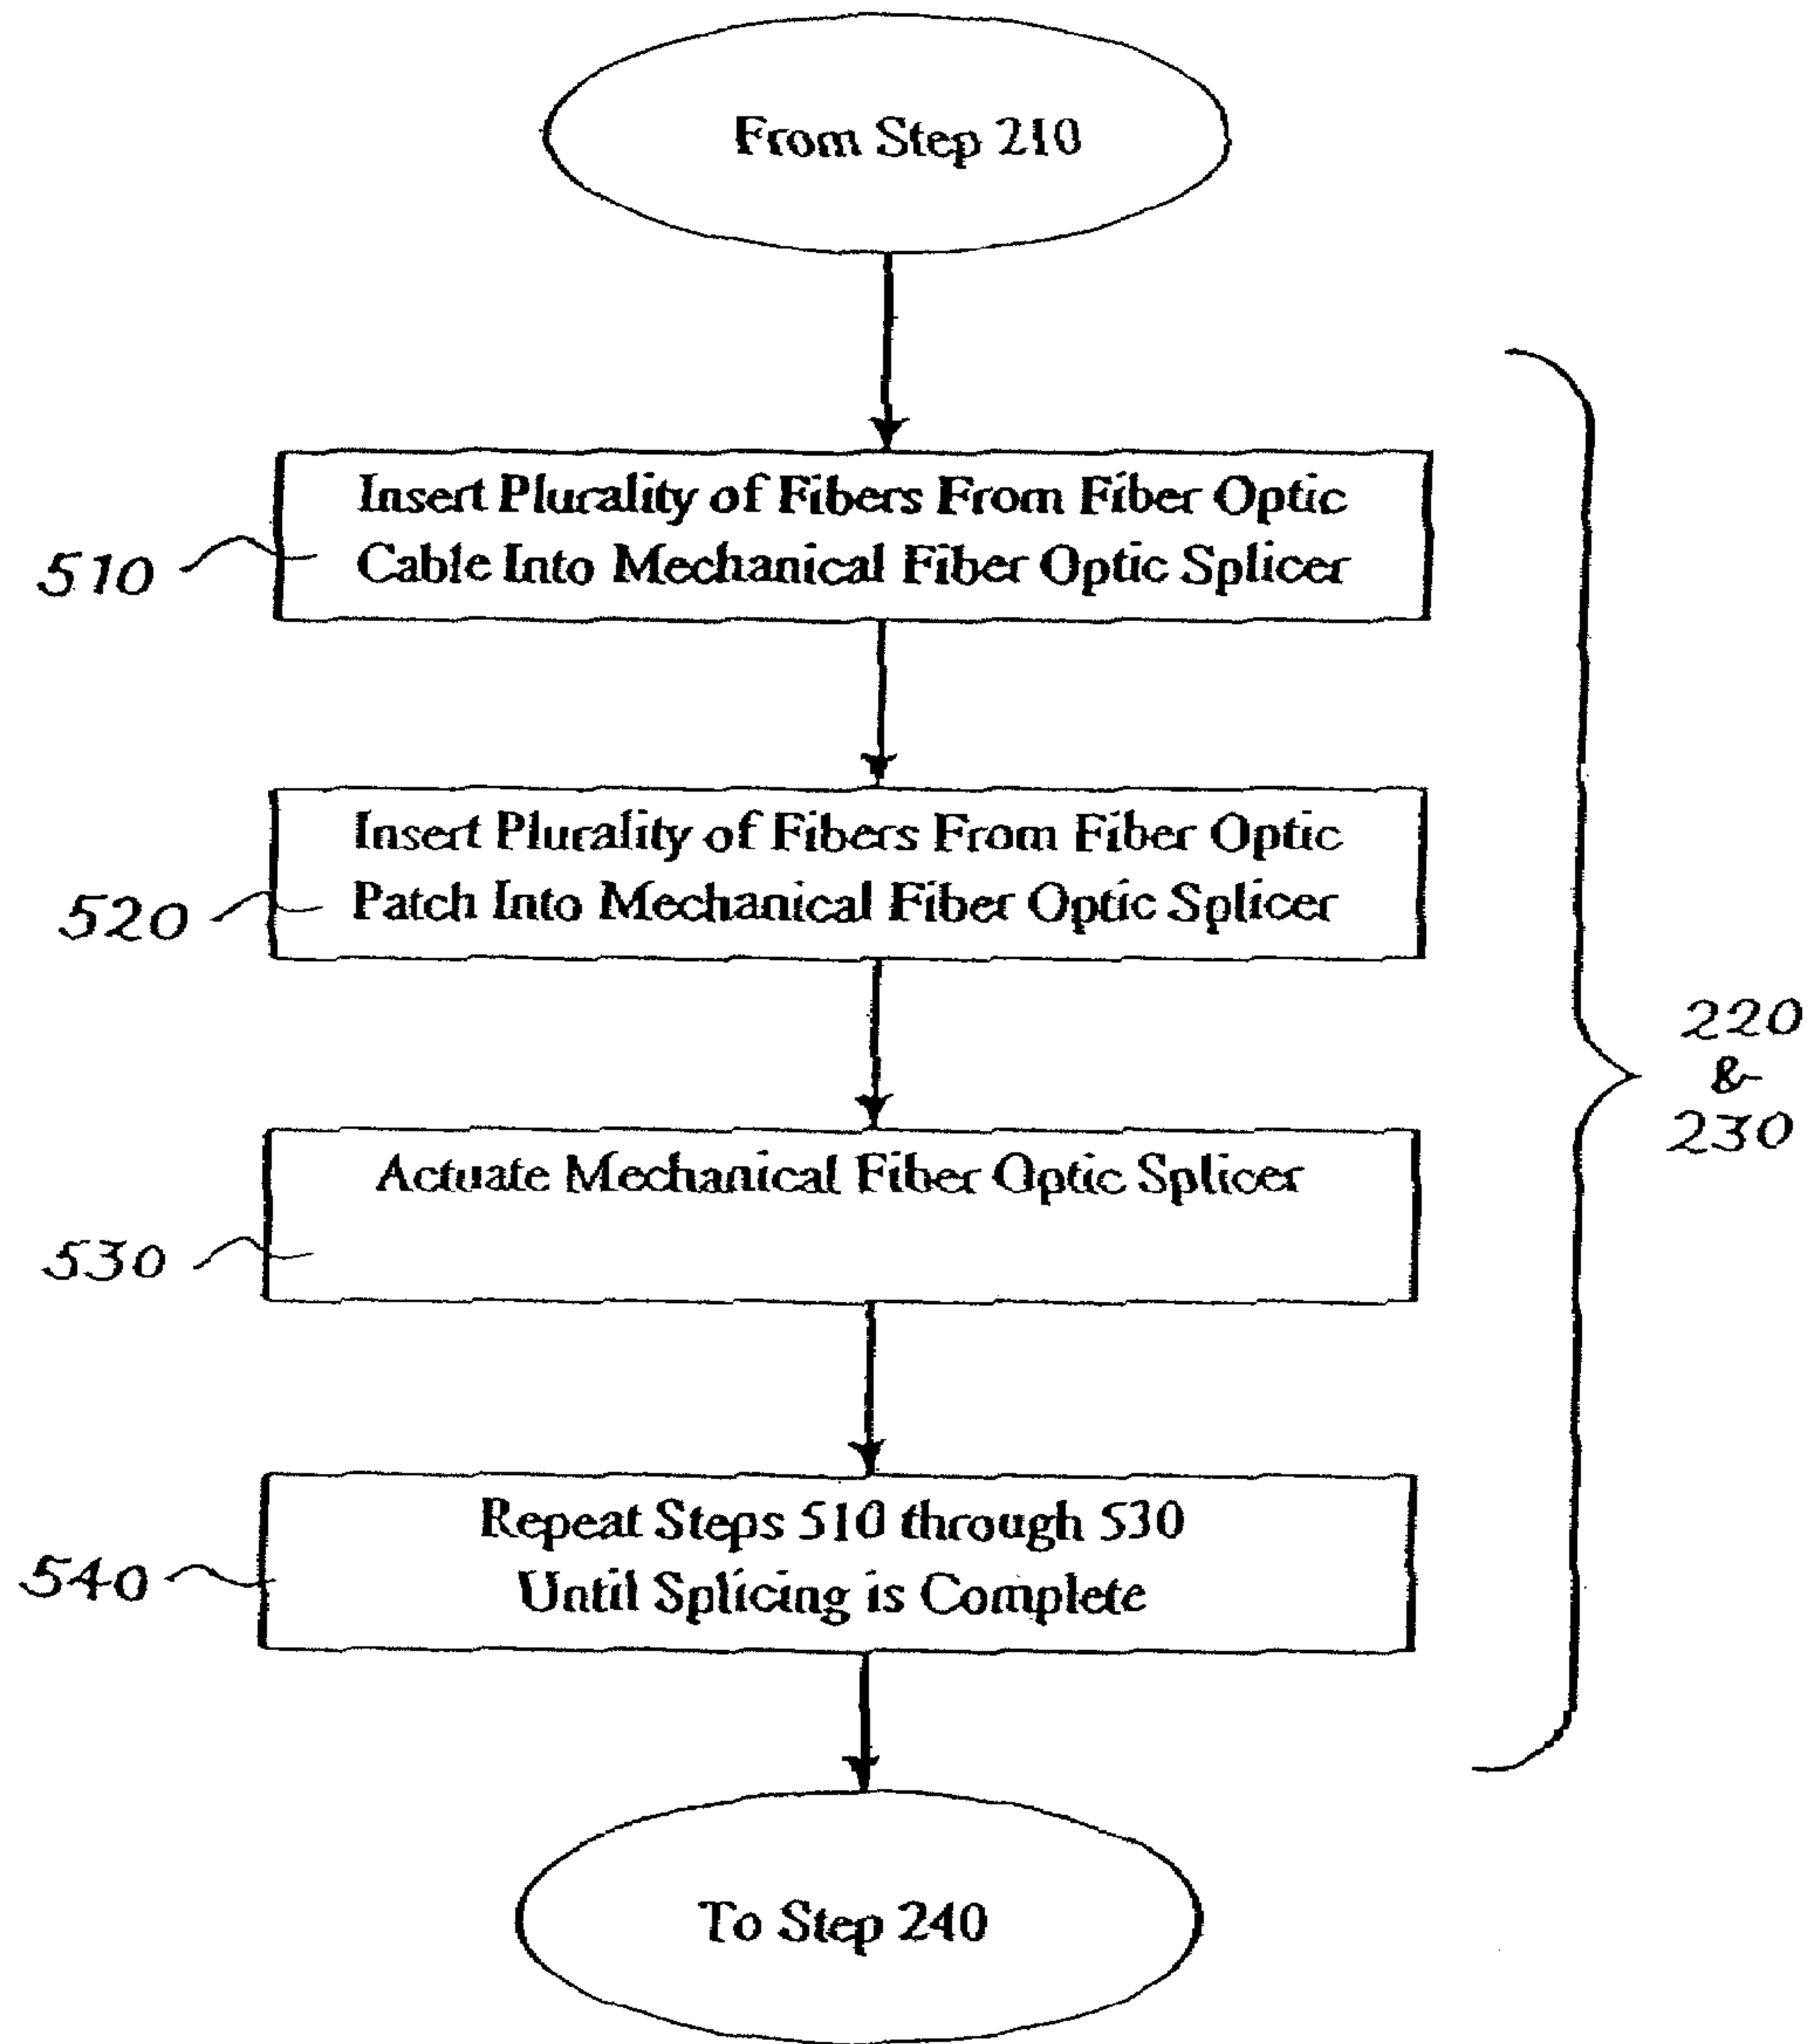 From Step 210
Insert Plurality of Fibers From Fiber Optic
Cable Into Mechanical Fiber Optic Splicer
510
Insert Plurality of Fibers From Fiber Optic
Patch Into Mechanical Fiber Optic Splicer
520
220
&
230
Actuate Mechanical Fiber Optic Splicer
530
Repeat Steps 510 through 530
Until Splicing is Complete
540
To Step 240